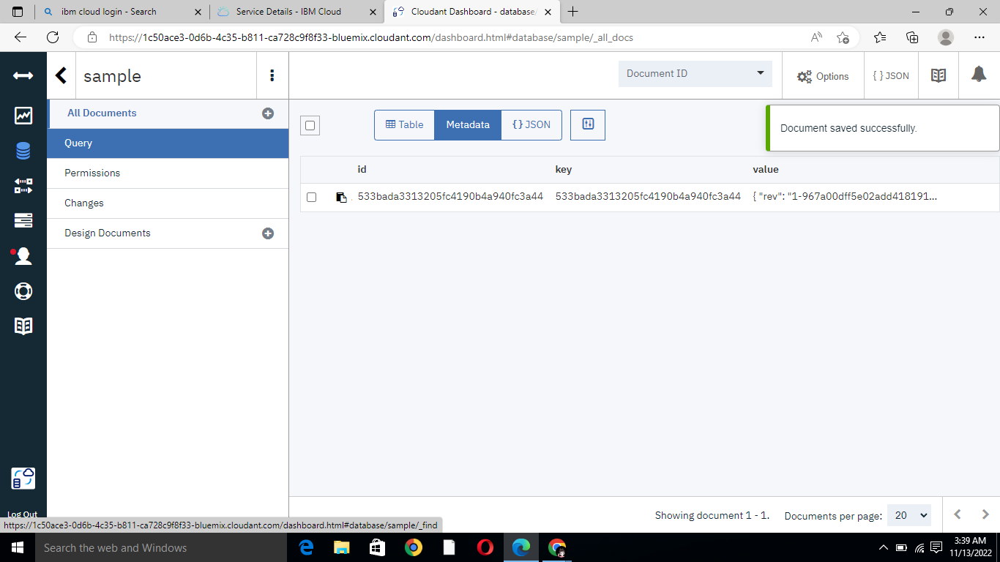 ibm cloud login - Search
Service Details - IBM Cloud
Cloudant Dashboard - database/
https://1c50ace3-0d6b-4c35-b811-ca728c9f8f33-bluemix.cloudant.com/dashboard.html#database/sample/_all_docs
sample
Document ID
Options
{ } JSON
All Documents
Query
Permissions
Changes
Design Documents
Table
Metadata
{ } JSON
Document saved successfully.
id key value
533bada3313205fc4190b4a940fc3a44 533bada3313205fc4190b4a940fc3a44 { "rev": "1-967a00dff5e02add418191...
Log Out
Showing document 1 - 1.
Documents per page: 20
https://1c50ace3-0d6b-4c35-b811-ca728c9f8f33-bluemix.cloudant.com/dashboard.html#database/sample/_find
Search the web and Windows
3:39 AM
11/13/2022